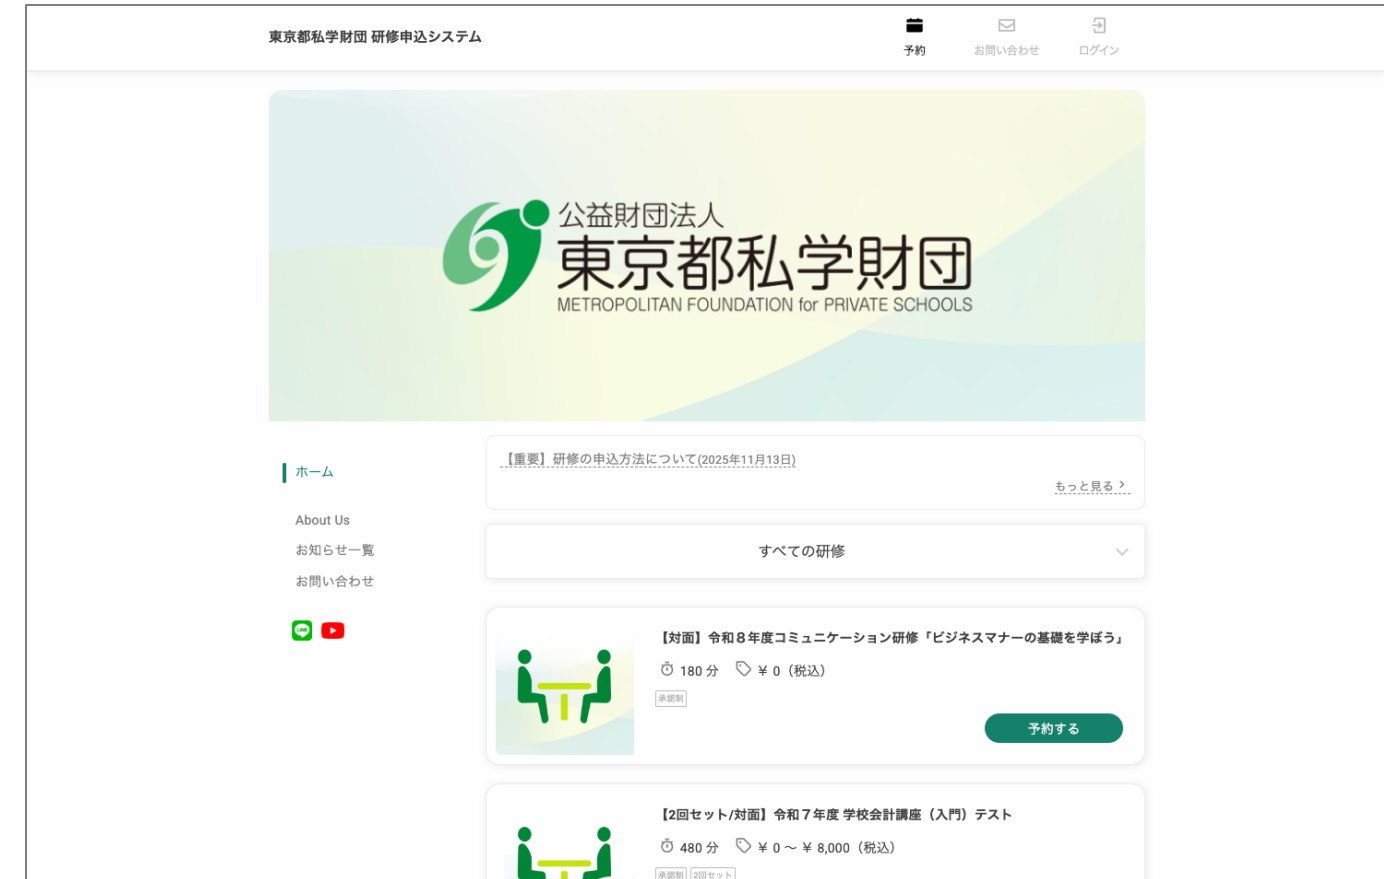 東京都私学財団 研修申込システム
予約
お問い合わせ
ログイン
公益財団法人
東京都私学財団
METROPOLITAN FOUNDATION for PRIVATE SCHOOLS
ホーム
About Us
お知らせ一覧
お問い合わせ
LINE
【重要】研修の申込方法について(2025年11月13日)
もっと見る
すべての研修
【対面】令和８年度コミュニケーション研修「ビジネスマナーの基礎を学ぼう」
180 分 ¥ 0（税込）
承認制
予約する
【2回セット/対面】令和７年度 学校会計講座（入門）テスト
480 分 ¥ 0 ～ ¥ 8,000（税込）
承認制 2回セット